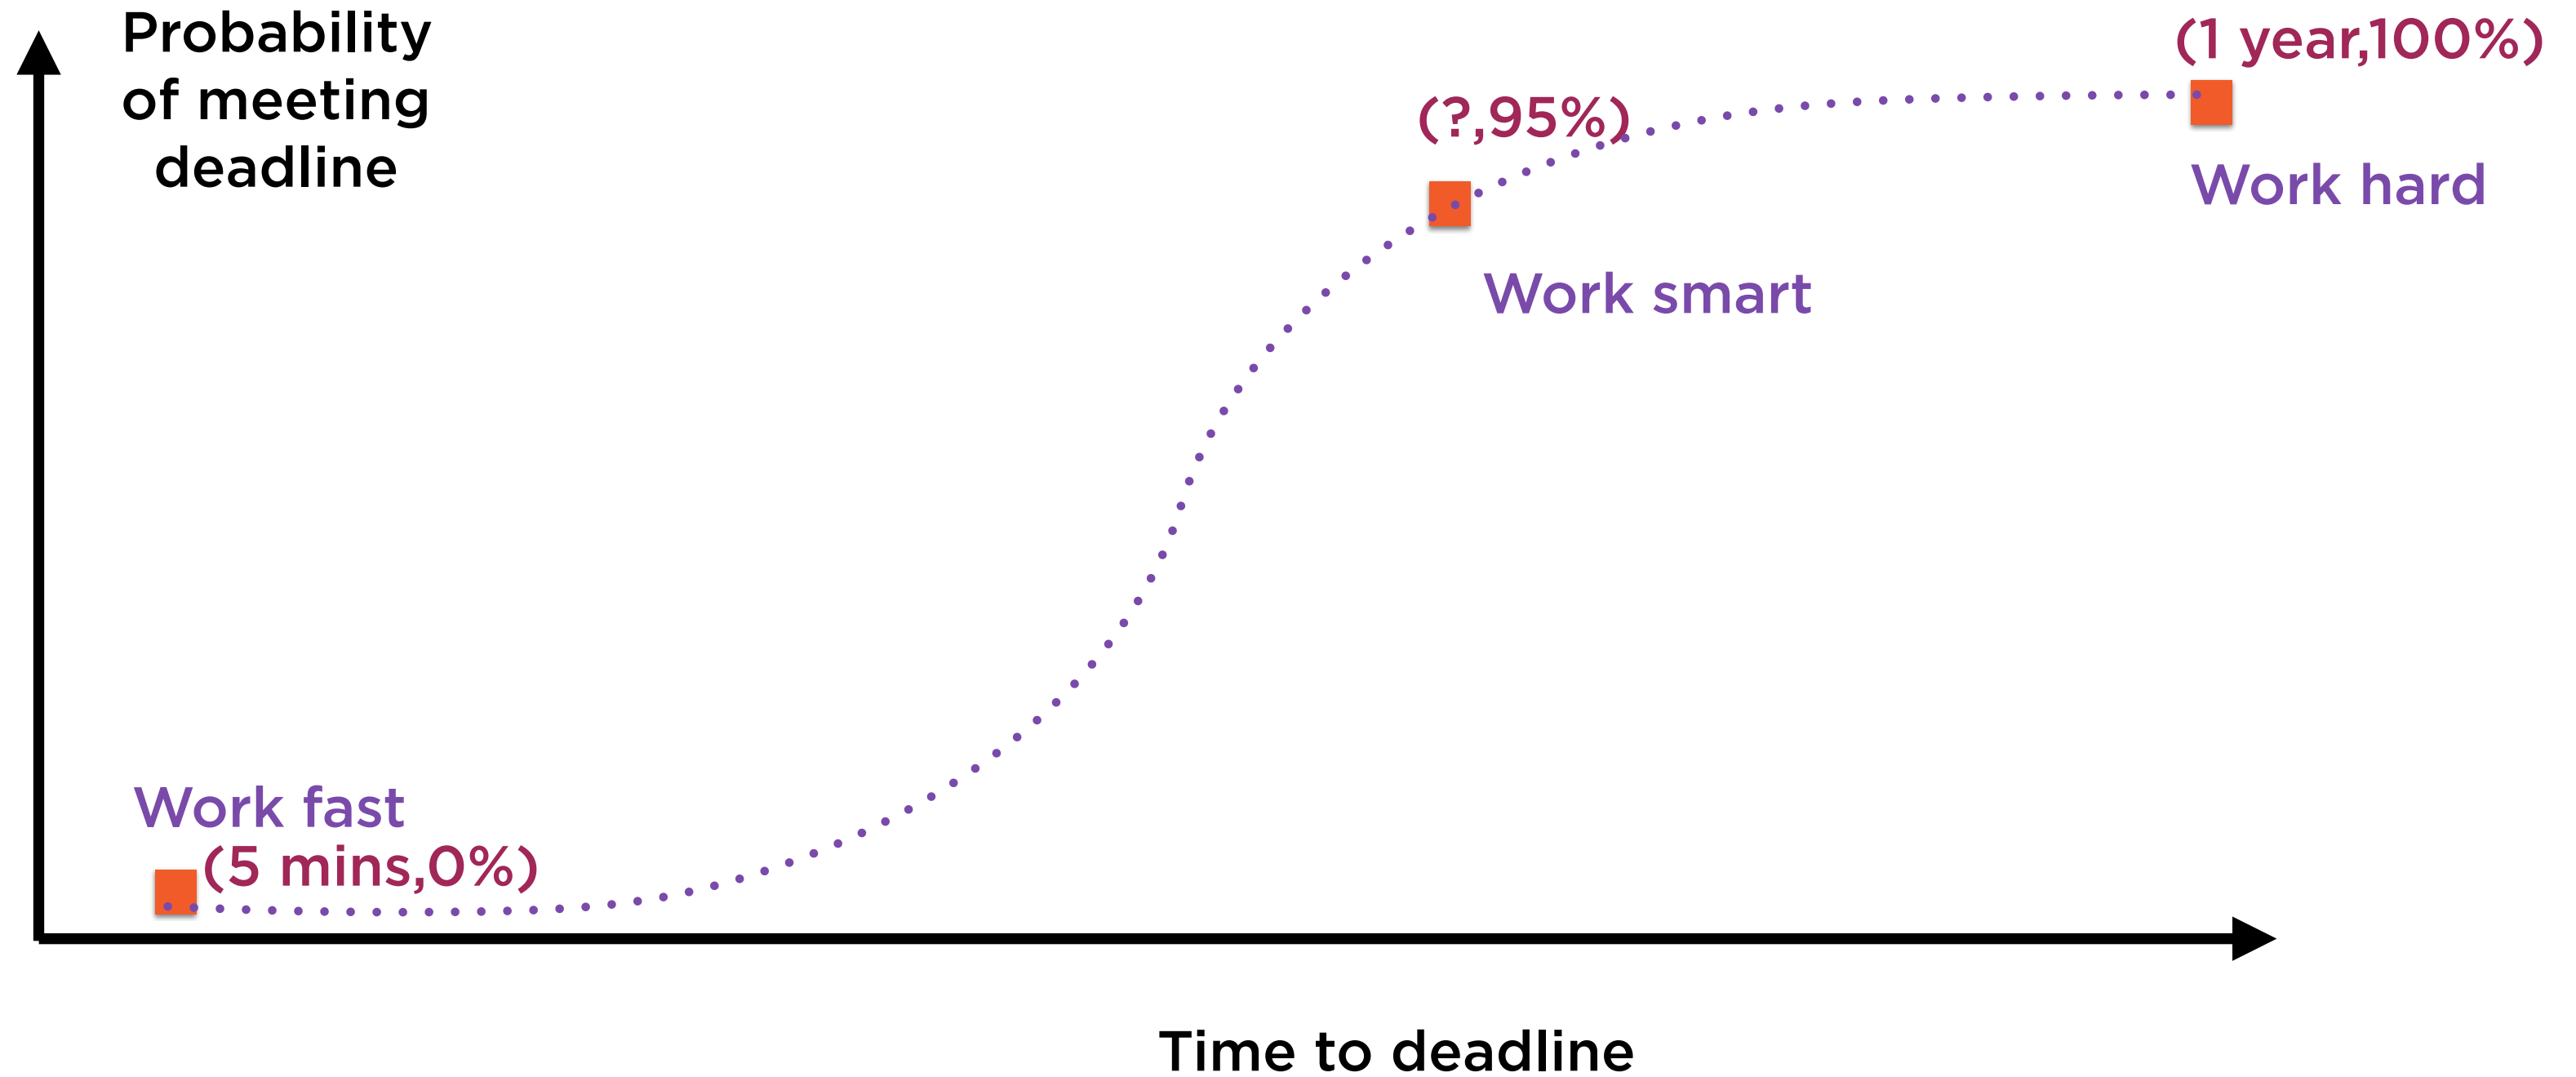 Probability
of meeting
deadline
(1 year,100%)
(?,95%)
Work hard
Work smart
Work fast
(5 mins,0%)
Time to deadline